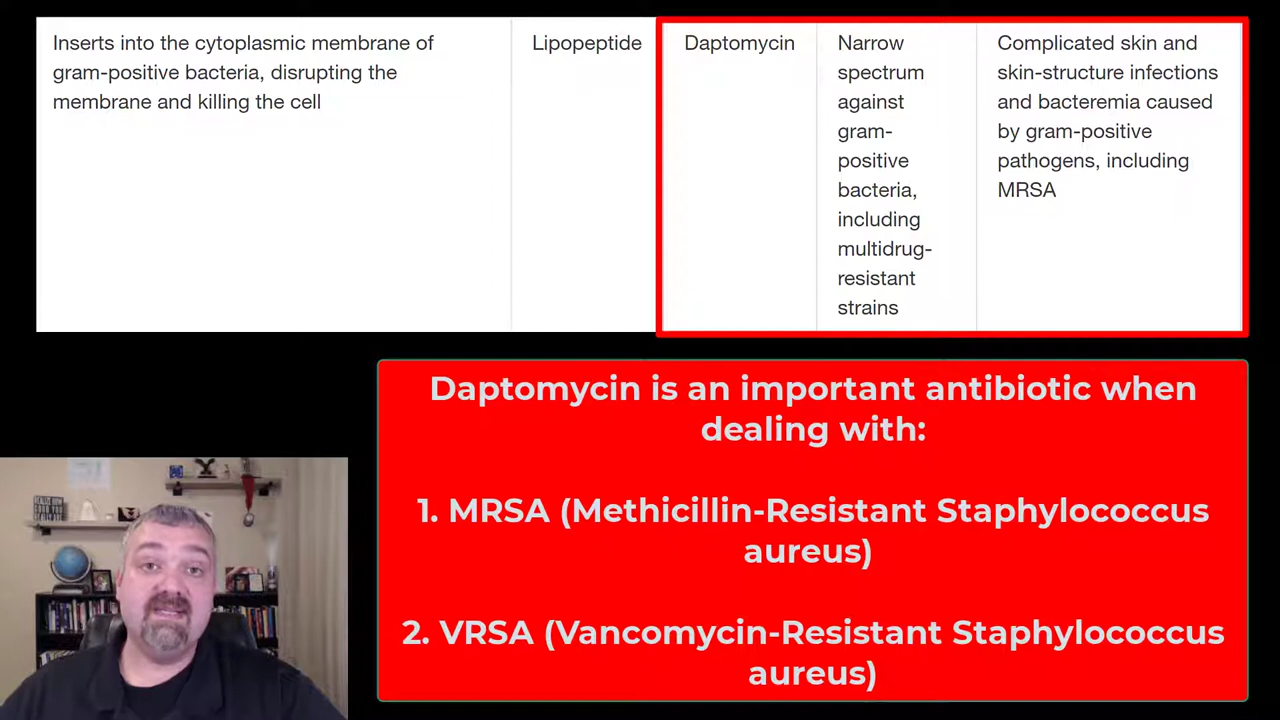 Inserts into the cytoplasmic membrane of
gram-positive bacteria, disrupting the
membrane and killing the cell
Lipopeptide
Daptomycin
Narrow
spectrum
against
gram-
positive
bacteria,
including
multidrug-
resistant
strains
Complicated skin and
skin-structure infections
and bacteremia caused
by gram-positive
pathogens, including
MRSA
Daptomycin is an important antibiotic when
dealing with:
1. MRSA (Methicillin-Resistant Staphylococcus
aureus)
2. VRSA (Vancomycin-Resistant Staphylococcus
aureus)